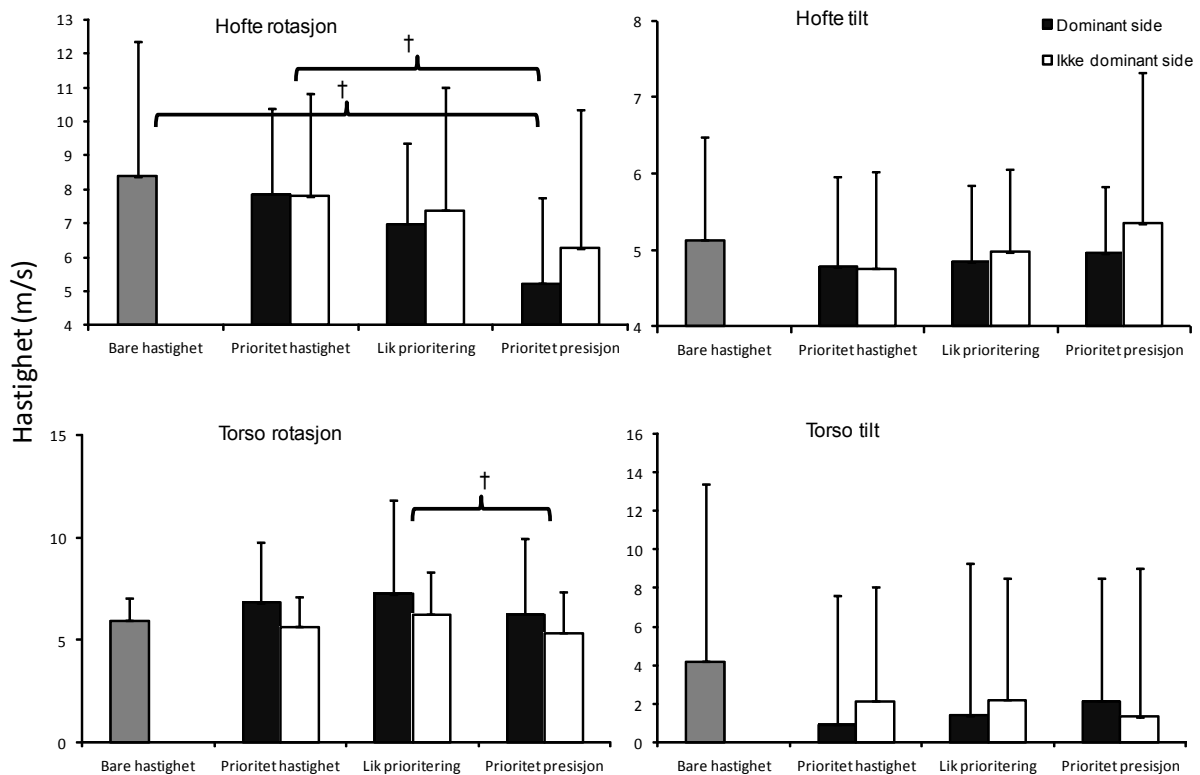 Hastighet (m/s)
Hofte rotasjon
13
12
11
10
9
8
7
6
5
4
†
†
Bare hastighet Prioritet hastighet Lik prioritering Prioritet presisjon
Hofte tilt
8
7
6
5
4
Dominant side
Ikke dominant side
Bare hastighet Prioritet hastighet Lik prioritering Prioritet presisjon
Torso rotasjon
15
10
5
0
†
Bare hastighet Prioritet hastighet Lik prioritering Prioritet presisjon
Torso tilt
16
14
12
10
8
6
4
2
0
Bare hastighet Prioritet hastighet Lik prioritering Prioritet presisjon